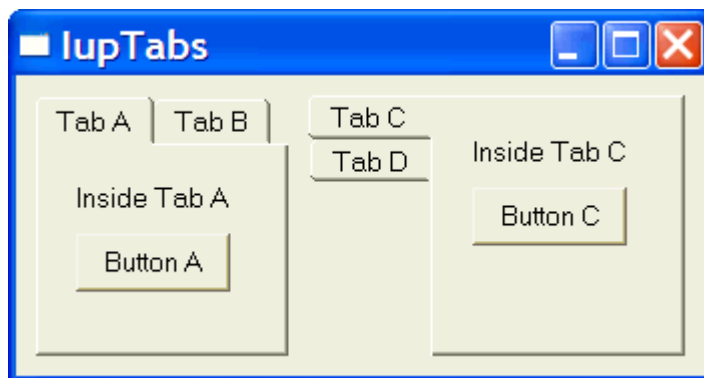 IupTabs
Tab A
Tab B
Inside Tab A
Button A
Tab C
Tab D
Inside Tab C
Button C